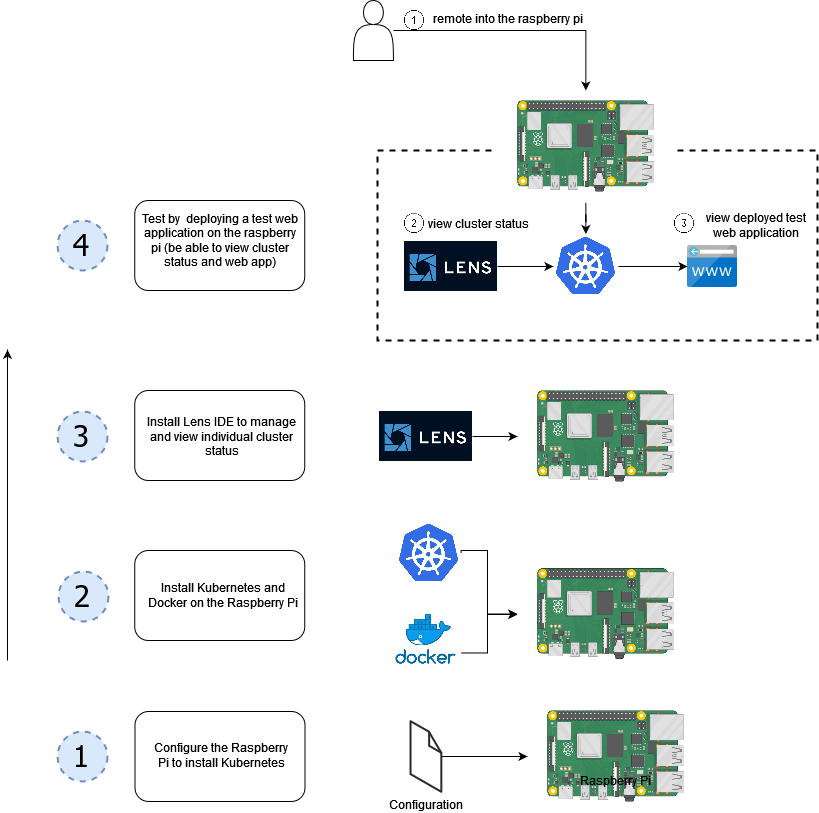 1
remote into the raspberry pi
4
Test by deploying a test web
application on the raspberry
pi (be able to view cluster
status and web app)
2
view cluster status
3
view deployed test
web application
LENS
WWW
3
Install Lens IDE to manage
and view individual cluster
status
LENS
2
Install Kubernetes and
Docker on the Raspberry Pi
docker
1
Configure the Raspberry
Pi to install Kubernetes
Configuration
Raspberry Pi